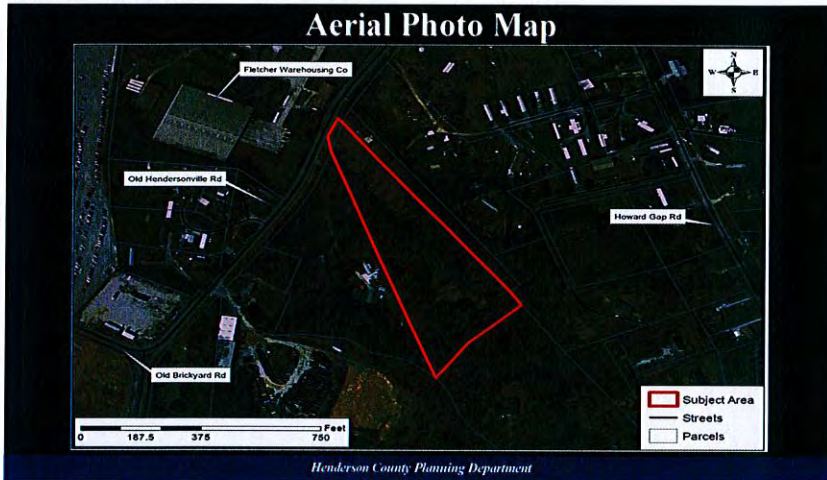 Aerial Photo Map
Fletcher Warehousing Co
N
W E
S
Old Hendersonville Rd
Howard Gap Rd
Old Brickyard Rd
Feet
0 187.5 375 750
Subject Area
Streets
Parcels
Henderson County Planning Department